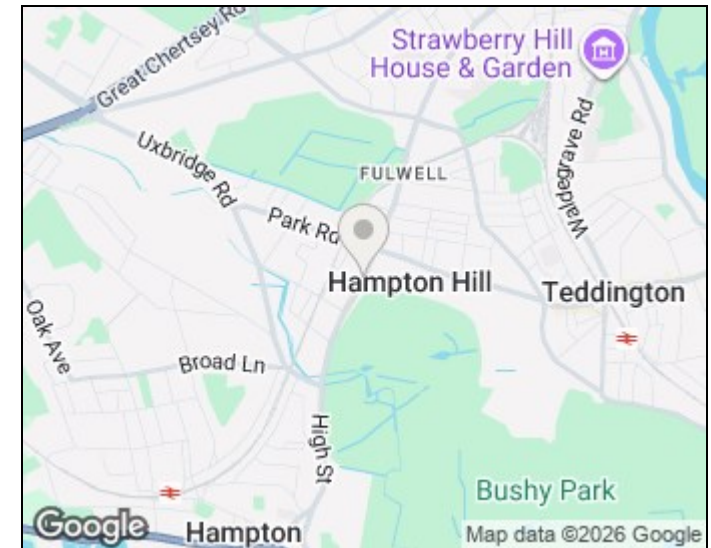 Great Chertsey Rd
Strawberry Hill
House & Garden
Uxbridge Rd
FULWELL
Waldegrave Rd
Park Rd
Hampton Hill
Teddington
Oak Ave
Broad Ln
High St
Bushy Park
Google
Hampton
Map data ©2026 Google